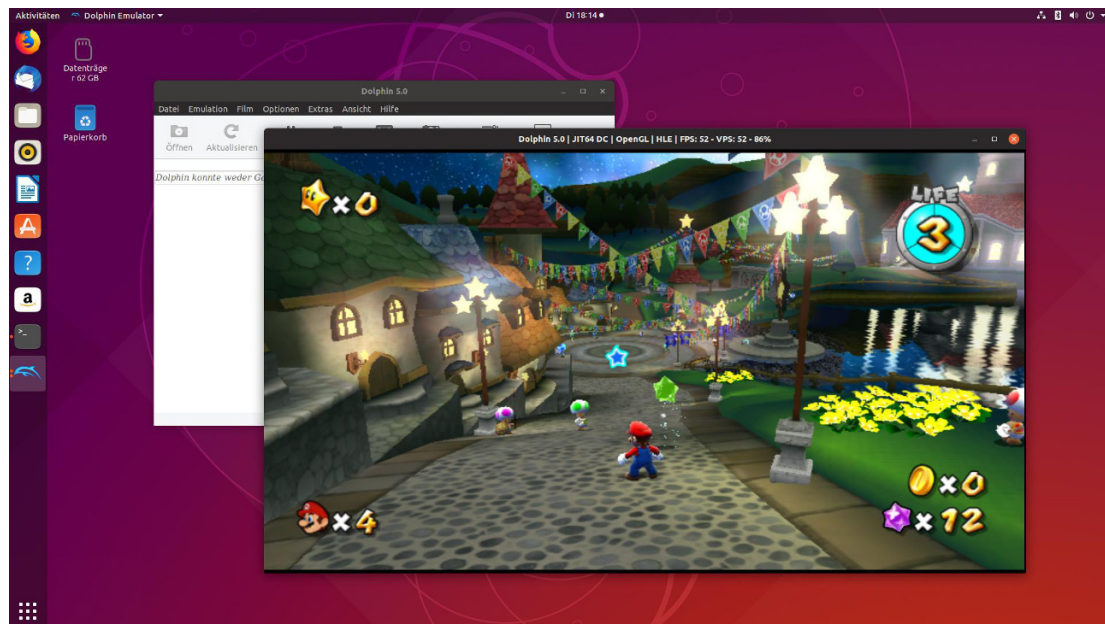 Aktivitäten Dolphin Emulator Di 18:14
Datenträge
r 62 GB
Papierkorb
Dolphin 5.0
Datei Emulation Film Optionen Extras Ansicht Hilfe
Öffnen Aktualisieren
Dolphin konnte weder
Dolphin 5.0 | JIT64 DC | OpenGL | HLE | FPS: 52 - VPS: 52 - 86%
×0
LIFE
3
×4
×0
×12
?
a
>_